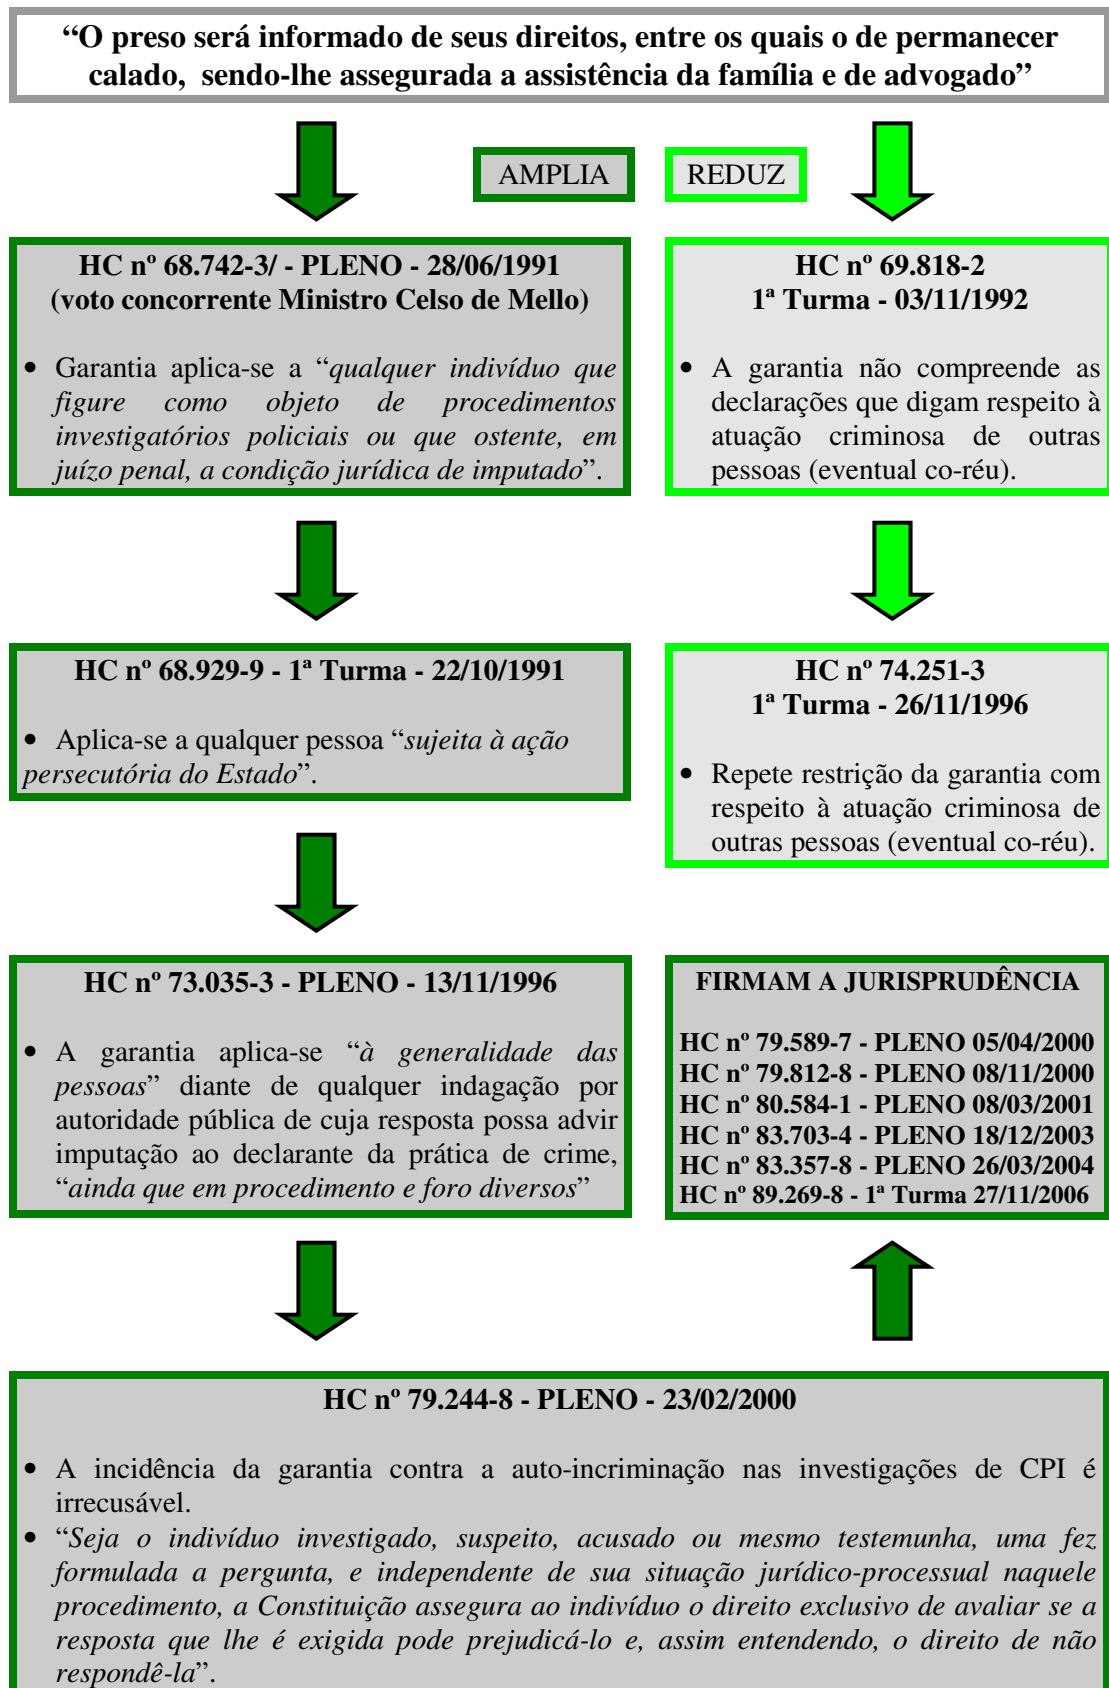 “O preso será informado de seus direitos, entre os quais o de permanecer
calado, sendo-lhe assegurada a assistência da família e de advogado”
AMPLIA
REDUZ
HC nº 68.742-3/ - PLENO - 28/06/1991
(voto concorrente Ministro Celso de Mello)
• Garantia aplica-se a “qualquer indivíduo que
figure como objeto de procedimentos
investigatórios policiais ou que ostente, em
juízo penal, a condição jurídica de imputado”.
HC nº 69.818-2
1ª Turma - 03/11/1992
• A garantia não compreende as
declarações que digam respeito à
atuação criminosa de outras
pessoas (eventual co-réu).
HC nº 68.929-9 - 1ª Turma - 22/10/1991
• Aplica-se a qualquer pessoa “sujeita à ação
persecutória do Estado”.
HC nº 74.251-3
1ª Turma - 26/11/1996
• Repete restrição da garantia com
respeito à atuação criminosa de
outras pessoas (eventual co-réu).
HC nº 73.035-3 - PLENO - 13/11/1996
• A garantia aplica-se “à generalidade das
pessoas” diante de qualquer indagação por
autoridade pública de cuja resposta possa advir
imputação ao declarante da prática de crime,
“ainda que em procedimento e foro diversos”
FIRMAM A JURISPRUDÊNCIA
HC nº 79.589-7 - PLENO 05/04/2000
HC nº 79.812-8 - PLENO 08/11/2000
HC nº 80.584-1 - PLENO 08/03/2001
HC nº 83.703-4 - PLENO 18/12/2003
HC nº 83.357-8 - PLENO 26/03/2004
HC nº 89.269-8 - 1ª Turma 27/11/2006
HC nº 79.244-8 - PLENO - 23/02/2000
• A incidência da garantia contra a auto-incriminação nas investigações de CPI é
irrecusável.
• “Seja o indivíduo investigado, suspeito, acusado ou mesmo testemunha, uma fez
formulada a pergunta, e independente de sua situação jurídico-processual naquele
procedimento, a Constituição assegura ao indivíduo o direito exclusivo de avaliar se a
resposta que lhe é exigida pode prejudicá-lo e, assim entendendo, o direito de não
respondê-la”.